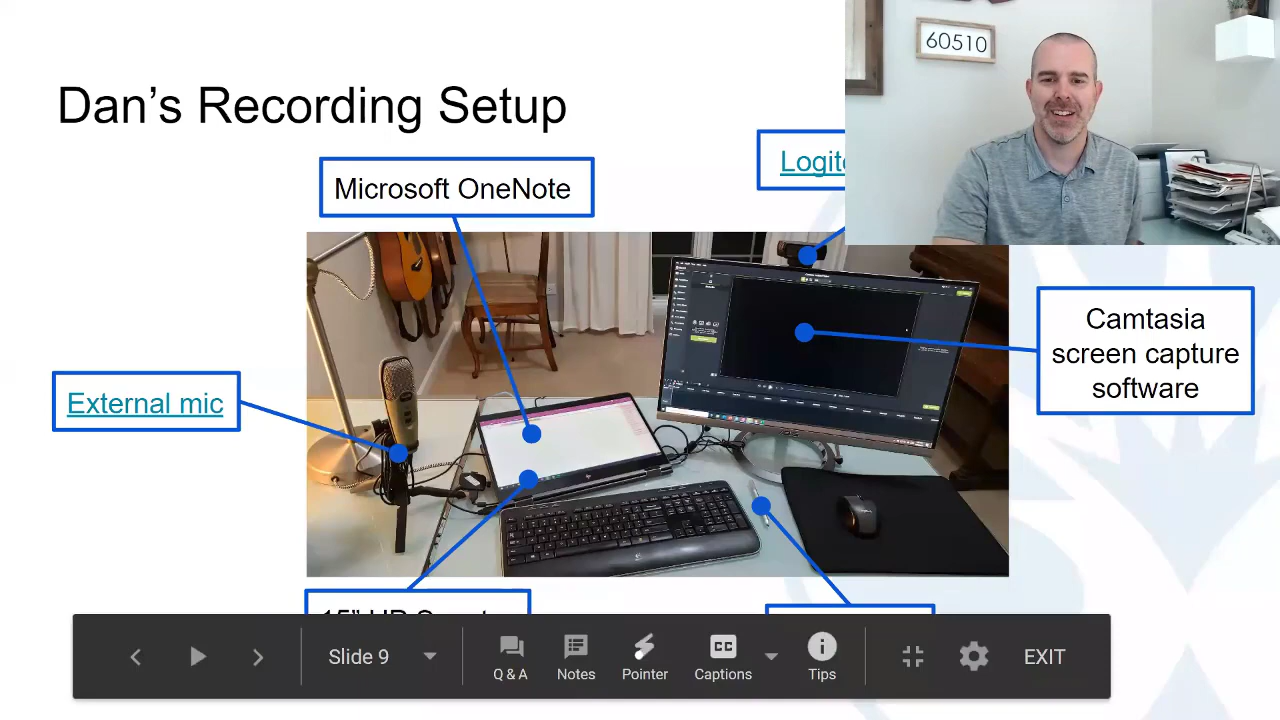 60510
Dan's Recording Setup
Microsoft OneNote
External mic
Camtasia
screen capture
software
Slide 9
Q & A
Notes
Pointer
CC
Captions
Tips
EXIT